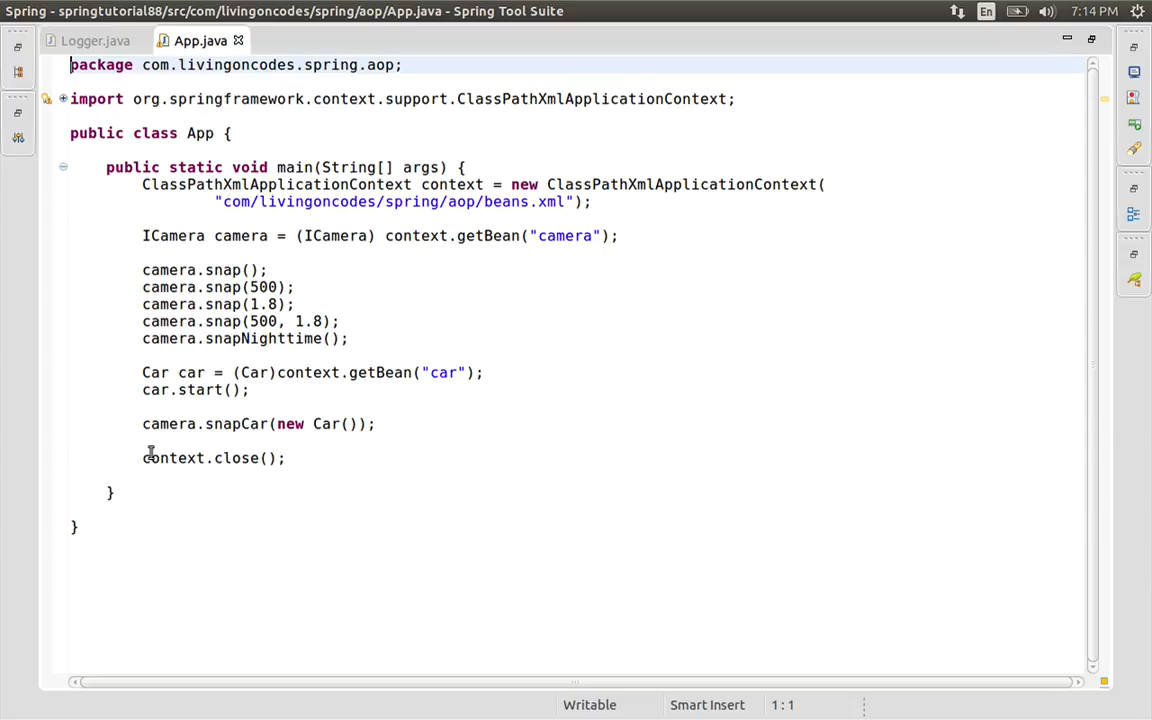 Spring - springtutorial88/src/com/livingoncodes/spring/aop/App.java - Spring Tool Suite
En
7:14 PM
Logger.java
App.java
package com.livingoncodes.spring.aop;
import org.springframework.context.support.ClassPathXmlApplicationContext;
public class App {
public static void main(String[] args) {
ClassPathXmlApplicationContext context = new ClassPathXmlApplicationContext(
"com/livingoncodes/spring/aop/beans.xml");
ICamera camera = (ICamera) context.getBean("camera");
camera.snap();
camera.snap(500);
camera.snap(1.8);
camera.snap(500, 1.8);
camera.snapNighttime();
Car car = (Car)context.getBean("car");
car.start();
camera.snapCar(new Car());
context.close();
}
}
Writable
Smart Insert
1 : 1